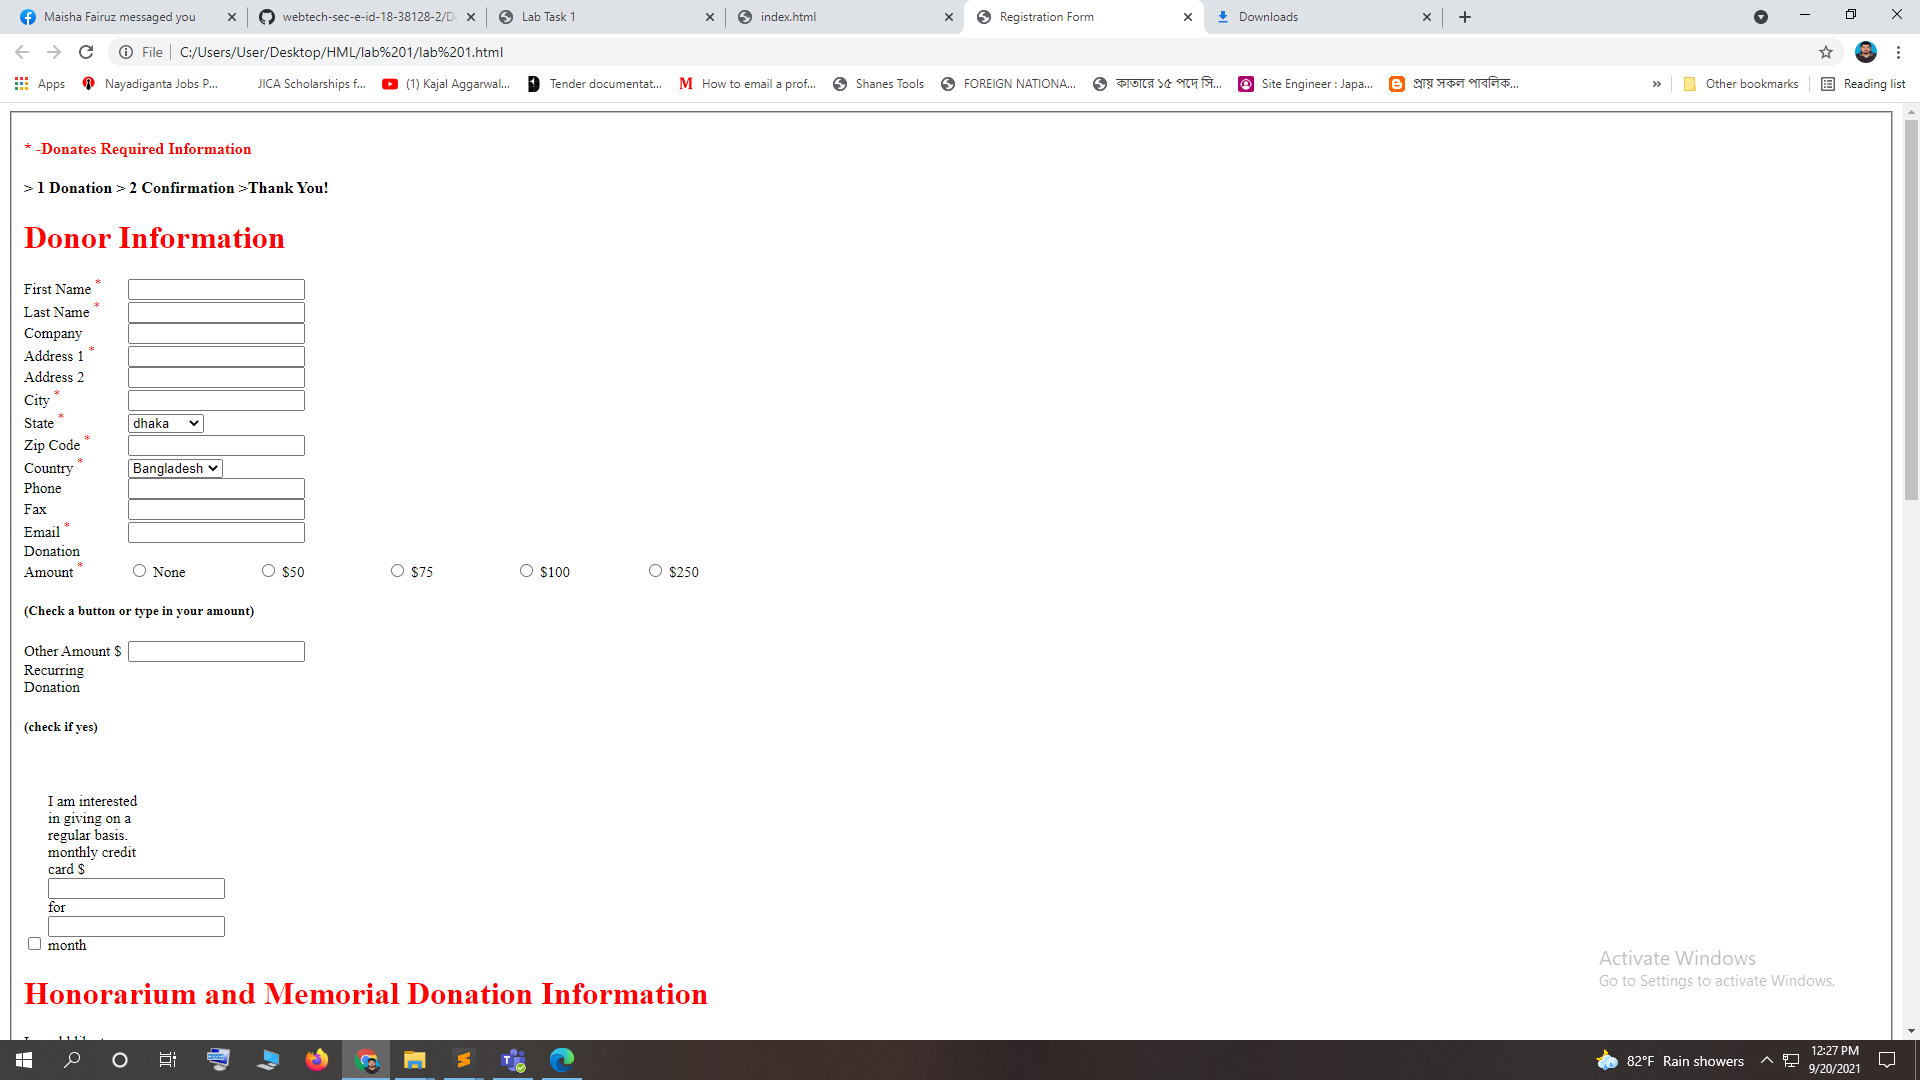 Maisha Fairuz messaged you
webtech-sec-e-id-18-38128-2/Do
Lab Task 1
index.html
Registration Form
Downloads
File
C:/Users/User/Desktop/HML/lab%201/lab%201.html
Apps
Nayadiganta Jobs P...
JICA Scholarships f...
(1) Kajal Aggarwal...
Tender documentat...
How to email a prof...
Shanes Tools
FOREIGN NATIONA...
কাতারে ১৫ পদে সি...
Site Engineer : Japa...
প্রায় সকল পাবলিক...
»
Other bookmarks
Reading list
* -Donates Required Information
> 1 Donation > 2 Confirmation >Thank You!
Donor Information
First Name *
Last Name *
Company
Address 1 *
Address 2
City *
State * dhaka
Zip Code *
Country * Bangladesh
Phone
Fax
Email *
Donation
Amount * None $50 $75 $100 $250
(Check a button or type in your amount)
Other Amount $
Recurring
Donation
(check if yes)
I am interested
in giving on a
regular basis.
monthly credit
card $
for
month
Honorarium and Memorial Donation Information
Activate Windows
Go to Settings to activate Windows.
82°F Rain showers
12:27 PM
9/20/2021